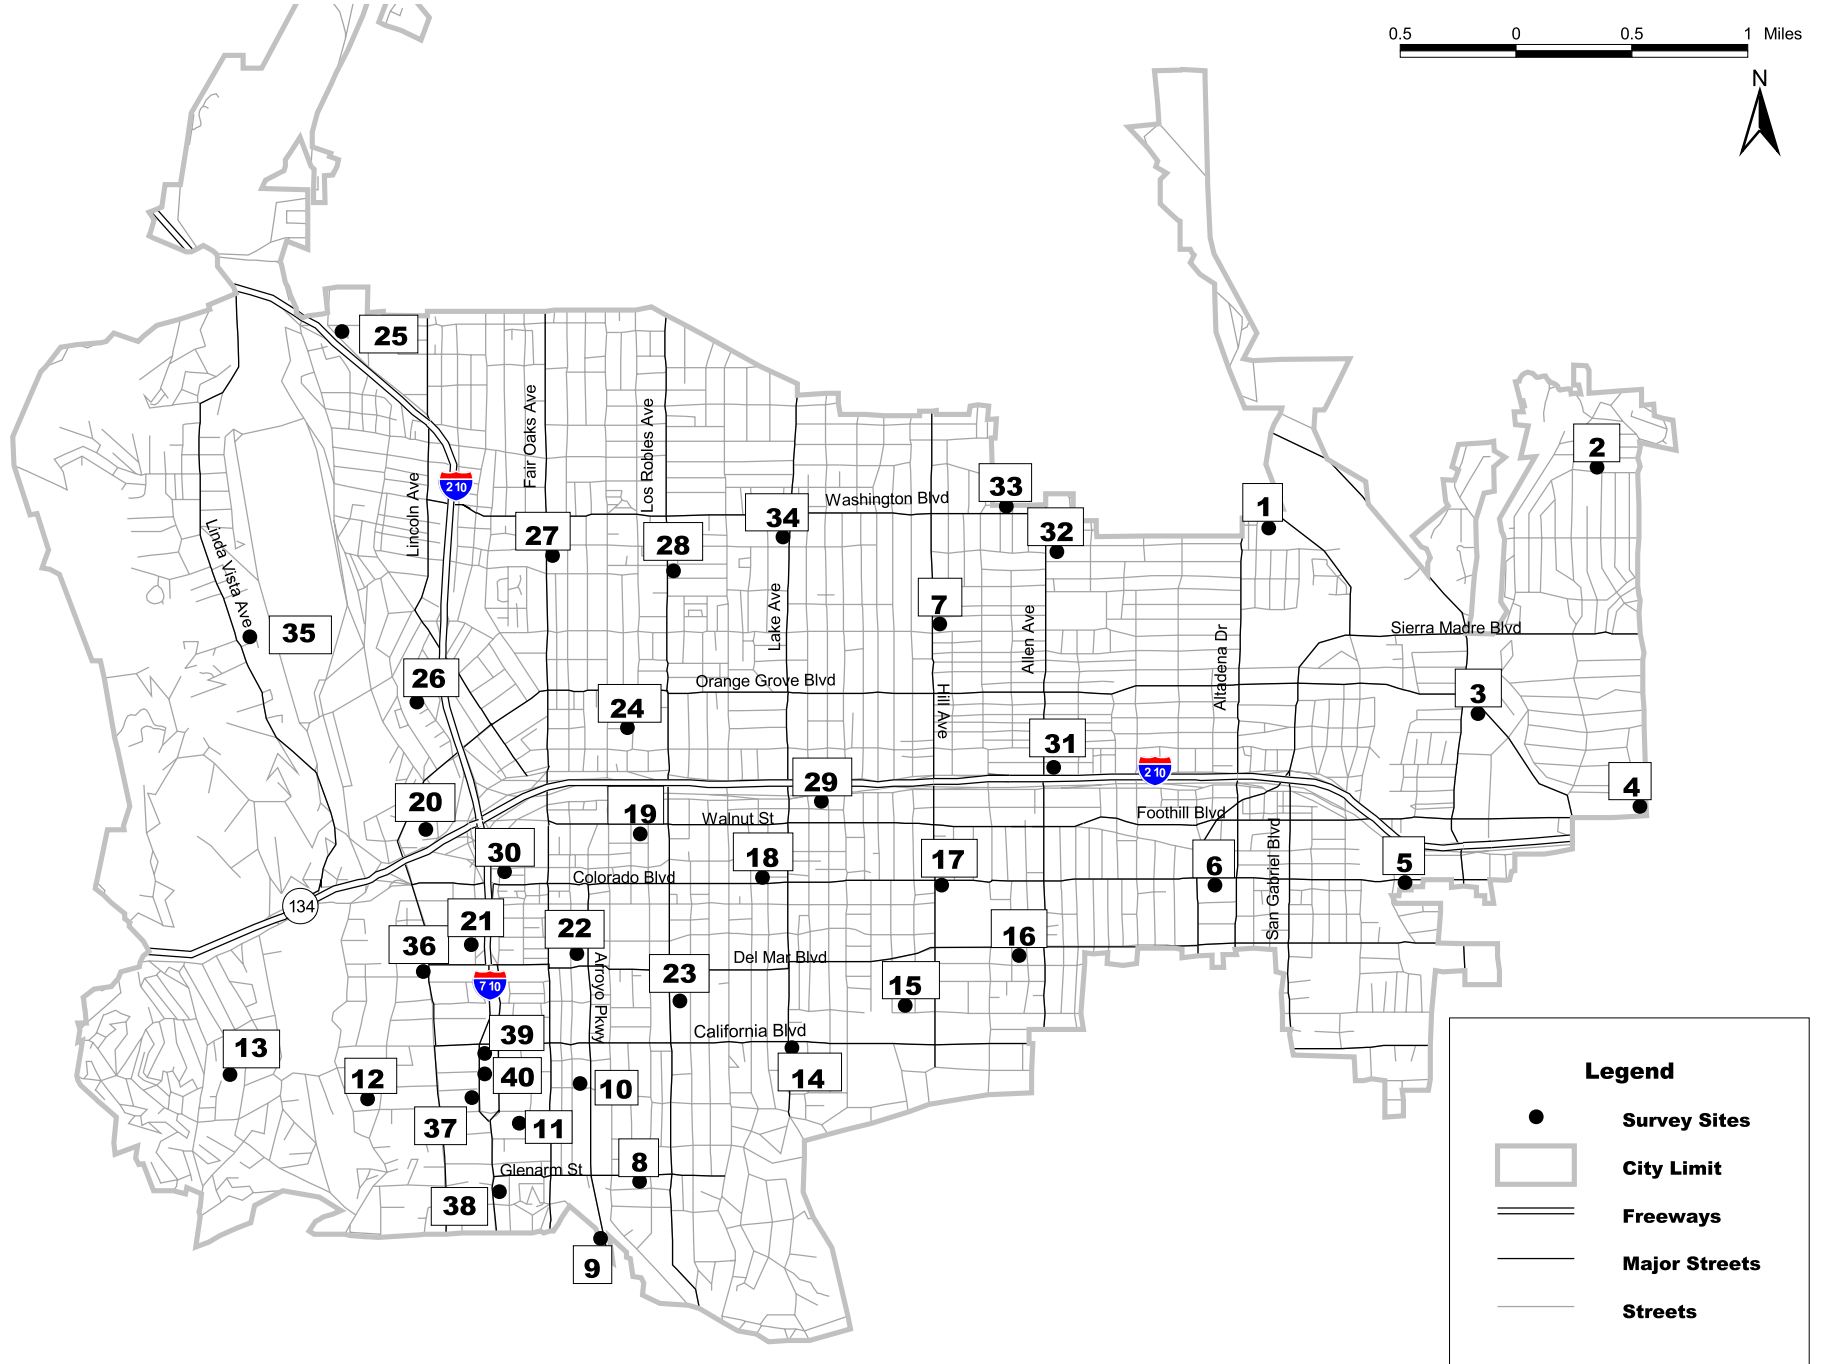 0.5 0 0.5 1 Miles
N
25
2
Fair Oaks Ave
Los Robles Ave
Lincoln Ave
210
33
Washington Blvd
1
34
32
27
28
Linda Vista Ave
35
Lake Ave
7
Allen Ave
Altadena Dr
Sierra Madre Blvd
26
Orange Grove Blvd
Hill Ave
3
24
31
210
29
4
20
19
Walnut St
Foothill Blvd
San Gabriel Blvd
30
18
17
6
5
Colorado Blvd
134
21
22
36
16
Del Mar Blvd
Arroyo Pkwy
23
15
710
39
California Blvd
13
12
40
10
14
37
11
8
Glenarm St
38
9
Legend
Survey Sites
City Limit
Freeways
Major Streets
Streets